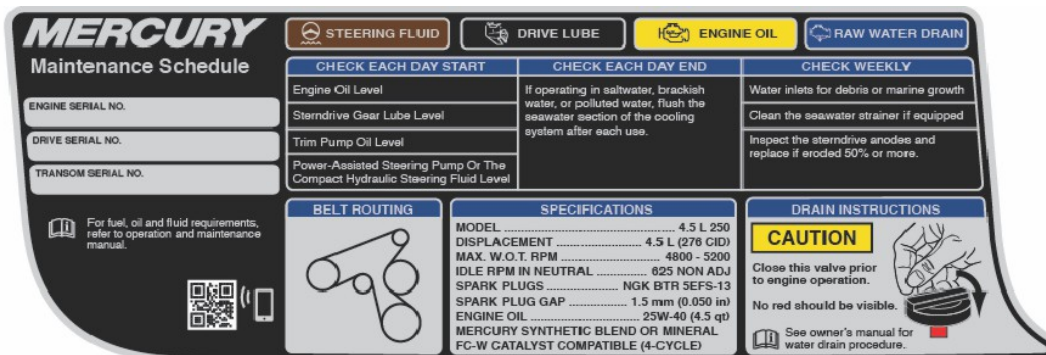 MERCURY
Maintenance Schedule
ENGINE SERIAL NO.
DRIVE SERIAL NO.
TRANSOM SERIAL NO.
For fuel, oil and fluid requirements,
refer to operation and maintenance
manual.
STEERING FLUID
DRIVE LUBE
ENGINE OIL
RAW WATER DRAIN
CHECK EACH DAY START
Engine Oil Level
Sterndrive Gear Lube Level
Trim Pump Oil Level
Power-Assisted Steering Pump Or The
Compact Hydraulic Steering Fluid Level
CHECK EACH DAY END
If operating in saltwater, brackish
water, or polluted water, flush the
seawater section of the cooling
system after each use.
CHECK WEEKLY
Water inlets for debris or marine growth
Clean the seawater strainer if equipped
Inspect the sterndrive anodes and
replace if eroded 50% or more.
BELT ROUTING
SPECIFICATIONS
MODEL ... 4.5 L 250
DISPLACEMENT ... 4.5 L (276 CID)
MAX. W.O.T. RPM ... 4800 - 5200
IDLE RPM IN NEUTRAL ... 625 NON ADJ
SPARK PLUGS ... NGK BTR 5EFS-13
SPARK PLUG GAP ... 1.5 mm (0.050 in)
ENGINE OIL ... 25W-40 (4.5 qt)
MERCURY SYNTHETIC BLEND OR MINERAL
FC-W CATALYST COMPATIBLE (4-CYCLE)
DRAIN INSTRUCTIONS
CAUTION
Close this valve prior
to engine operation.
No red should be visible.
See owner's manual for
water drain procedure.